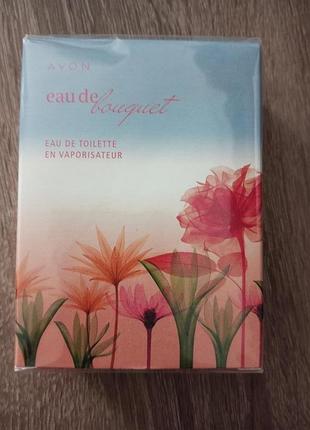 AVON
eau de
bouquet
EAU DE TOILETTE
EN VAPORISATEUR